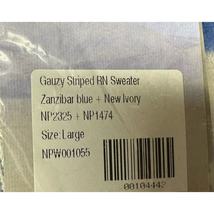 Gauzy Striped RN Sweater
Zanzibar blue + New Ivory
NP2325 + NP1474
Size: Large
NPW001055
00104442